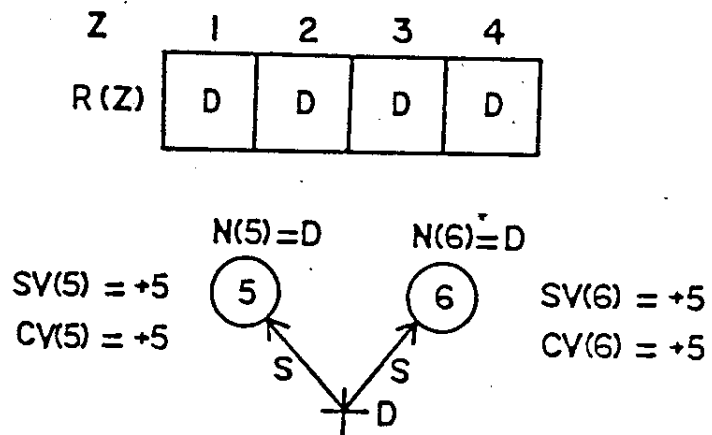 Z 1 2 3 4
R(Z) D D D D
N(5)=D N(6)=D
SV(5) = +5 5 6 SV(6) = +5
CV(5) = +5 CV(6) = +5
S S
D